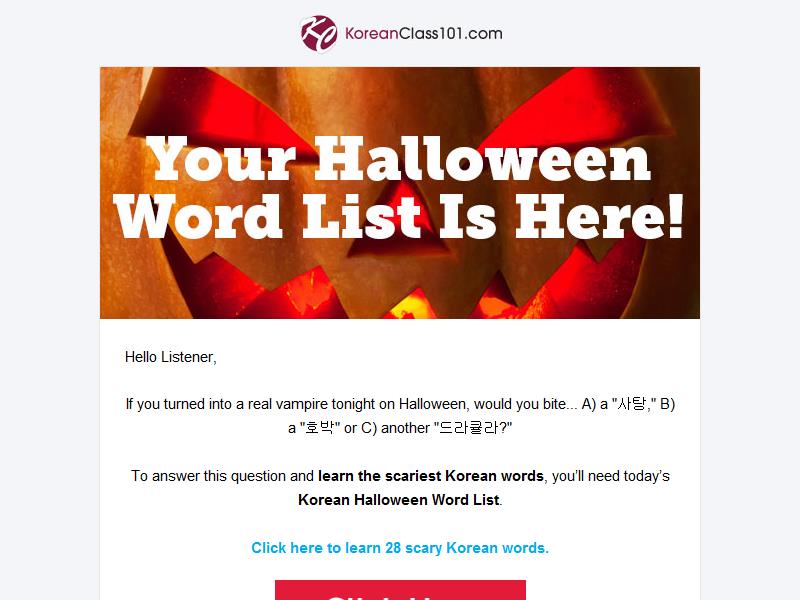 KoreanClass101.com
Your Halloween
Word List Is Here!
Hello Listener,
If you turned into a real vampire tonight on Halloween, would you bite... A) a "사탕," B)
a "호박" or C) another "드라큘라?"
To answer this question and learn the scariest Korean words, you’ll need today’s
Korean Halloween Word List.
Click here to learn 28 scary Korean words.